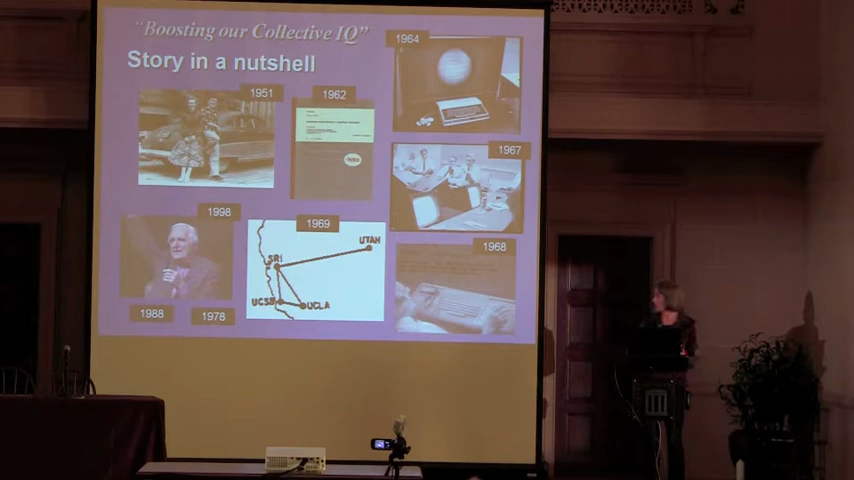 "Boosting our Collective IQ"
Story in a nutshell
1964
1951
1962
1967
1998
1969
1968
UTAH
SRI
UCSB
UCLA
1988
1978